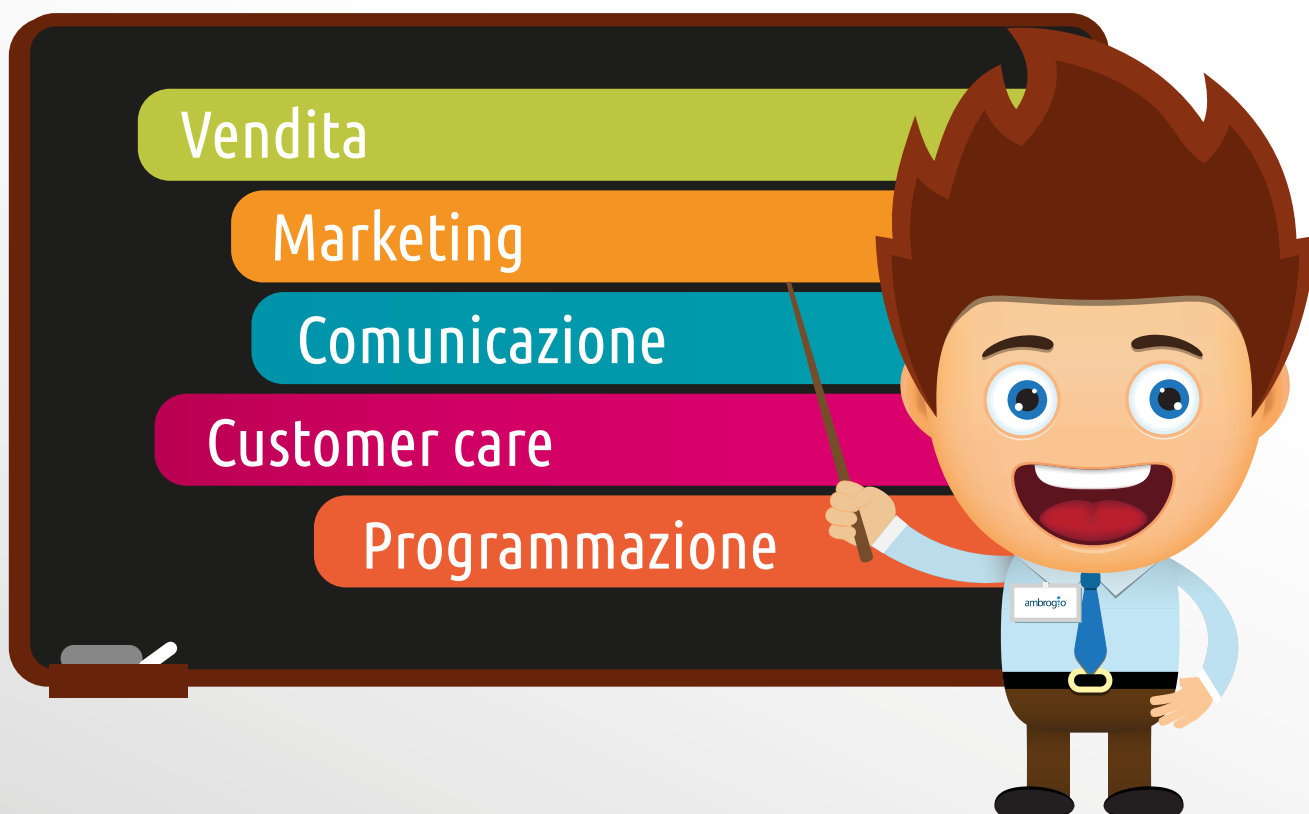 Vendita
Marketing
Comunicazione
Customer care
Programmazione
ambrogio